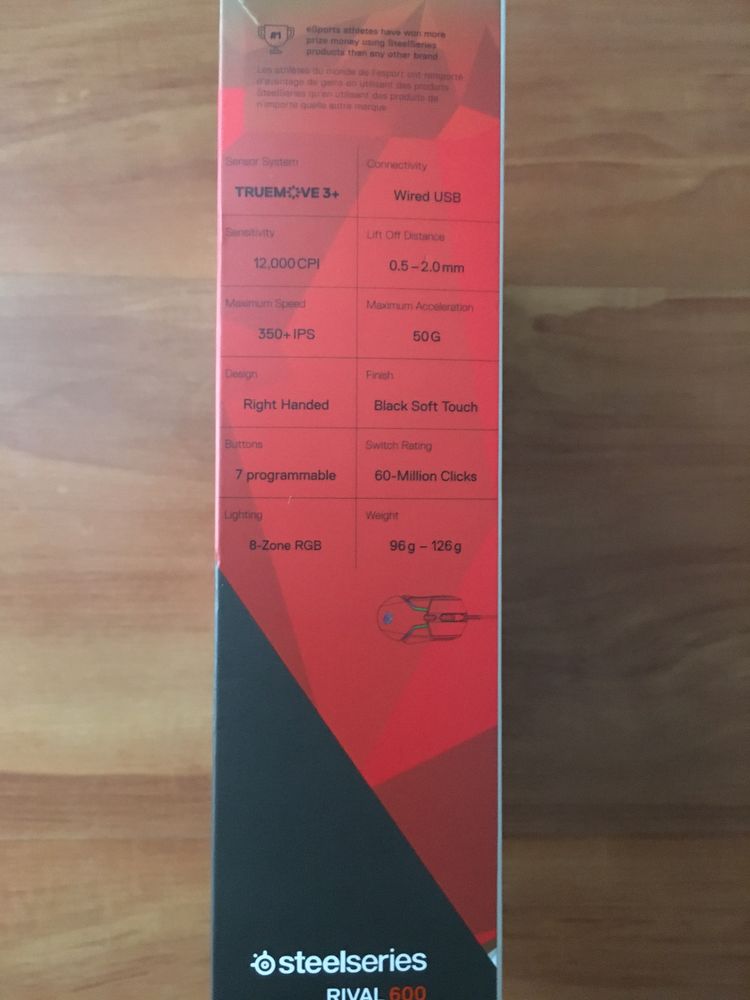 #1
eSports athletes have won more
prize money using SteelSeries
products than any other brand
Les athlètes du monde de l'esport ont remporté
d'avantage de gains en utilisant des produits
SteelSeries qu'en utilisant des produits de
n'importe quelle autre marque
Sensor System
TRUEMOVE 3+
Connectivity
Wired USB
Sensitivity
12,000 CPI
Lift Off Distance
0.5 – 2.0 mm
Maximum Speed
350+ IPS
Maximum Acceleration
50 G
Design
Right Handed
Finish
Black Soft Touch
Buttons
7 programmable
Switch Rating
60-Million Clicks
Lighting
8-Zone RGB
Weight
96 g – 126 g
steelseries
RIVAL 600